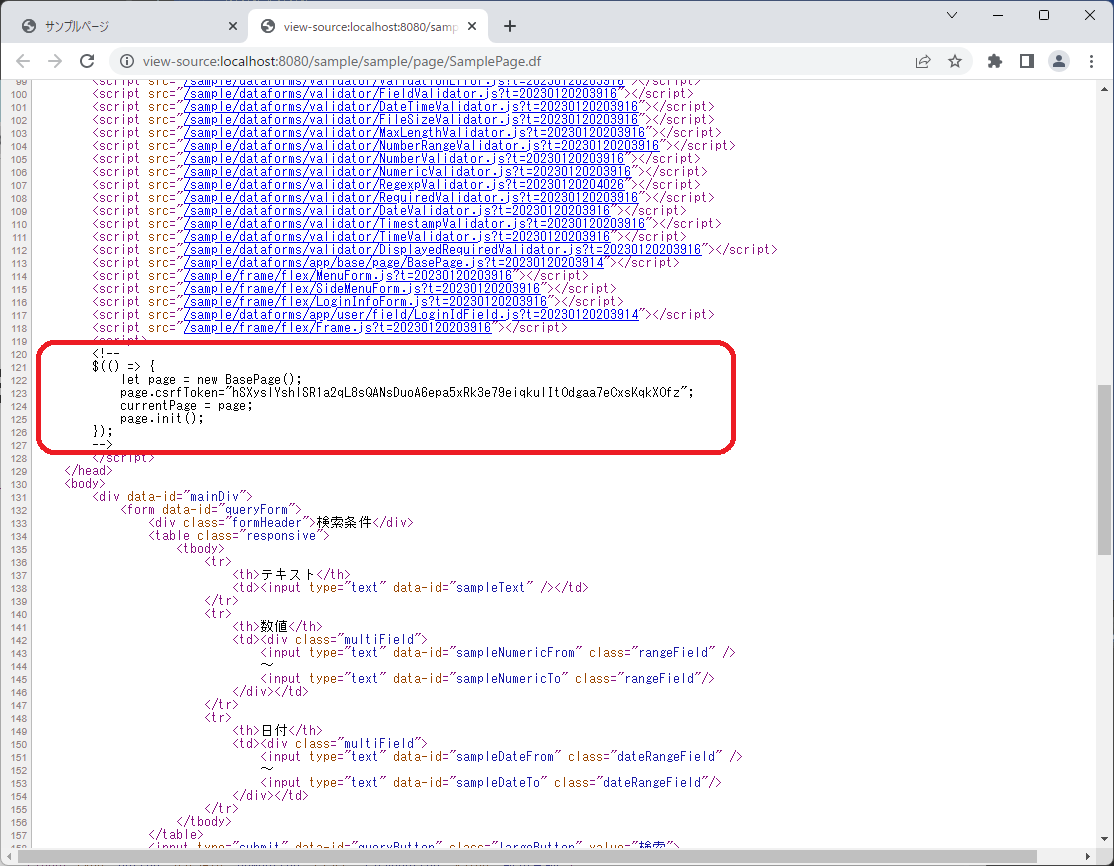 サンプルページ
view-source:localhost:8080/samp
view-source:localhost:8080/sample/sample/page/SamplePage.df
99 <script src="/sample/dataforms/validator/ValidationError.js?t=20230120203916"></script>
100 <script src="/sample/dataforms/validator/FieldValidator.js?t=20230120203916"></script>
101 <script src="/sample/dataforms/validator/DateTimeValidator.js?t=20230120203916"></script>
102 <script src="/sample/dataforms/validator/FileSizeValidator.js?t=20230120203916"></script>
103 <script src="/sample/dataforms/validator/MaxLengthValidator.js?t=20230120203916"></script>
104 <script src="/sample/dataforms/validator/NumberRangeValidator.js?t=20230120203916"></script>
105 <script src="/sample/dataforms/validator/NumberValidator.js?t=20230120203916"></script>
106 <script src="/sample/dataforms/validator/NumericValidator.js?t=20230120203916"></script>
107 <script src="/sample/dataforms/validator/RegexpValidator.js?t=20230120204026"></script>
108 <script src="/sample/dataforms/validator/RequiredValidator.js?t=20230120203916"></script>
109 <script src="/sample/dataforms/validator/DateValidator.js?t=20230120203916"></script>
110 <script src="/sample/dataforms/validator/TimestampValidator.js?t=20230120203916"></script>
111 <script src="/sample/dataforms/validator/TimeValidator.js?t=20230120203916"></script>
112 <script src="/sample/dataforms/validator/DisplayedRequiredValidator.js?t=20230120203916"></script>
113 <script src="/sample/dataforms/app/base/page/BasePage.js?t=20230120203914"></script>
114 <script src="/sample/frame/flex/MenuForm.js?t=20230120203916"></script>
115 <script src="/sample/frame/flex/SideMenuForm.js?t=20230120203916"></script>
116 <script src="/sample/frame/flex/LoginInfoForm.js?t=20230120203916"></script>
117 <script src="/sample/dataforms/app/user/field/LoginIdField.js?t=20230120203914"></script>
118 <script src="/sample/frame/flex/Frame.js?t=20230120203916"></script>
119 <script>
120 <!--
121 $(() => {
122 let page = new BasePage();
123 page.csrfToken="hSXyslYshlSR1a2qL8sQANsDuoA6epa5xRk3e79eiqkulItOdgaa7eCxsKqkXOfz";
124 currentPage = page;
125 page.init();
126 });
127 -->
128 </script>
129 </head>
130 <body>
131 <div data-id="mainDiv">
132 <form data-id="queryForm">
133 <div class="formHeader">検索条件</div>
134 <table class="responsive">
135 <tbody>
136 <tr>
137 <th>テキスト</th>
138 <td><input type="text" data-id="sampleText" /></td>
139 </tr>
140 <tr>
141 <th>数値</th>
142 <td><div class="multiField">
143 <input type="text" data-id="sampleNumericFrom" class="rangeField" />
144 ～
145 <input type="text" data-id="sampleNumericTo" class="rangeField"/>
146 </div></td>
147 </tr>
148 <tr>
149 <th>日付</th>
150 <td><div class="multiField">
151 <input type="text" data-id="sampleDateFrom" class="dateRangeField" />
152 ～
153 <input type="text" data-id="sampleDateTo" class="dateRangeField"/>
154 </div></td>
155 </tr>
156 </tbody>
157 </table>
158 <input type="submit" data-id="queryButton" class="largeButton" value="検索">